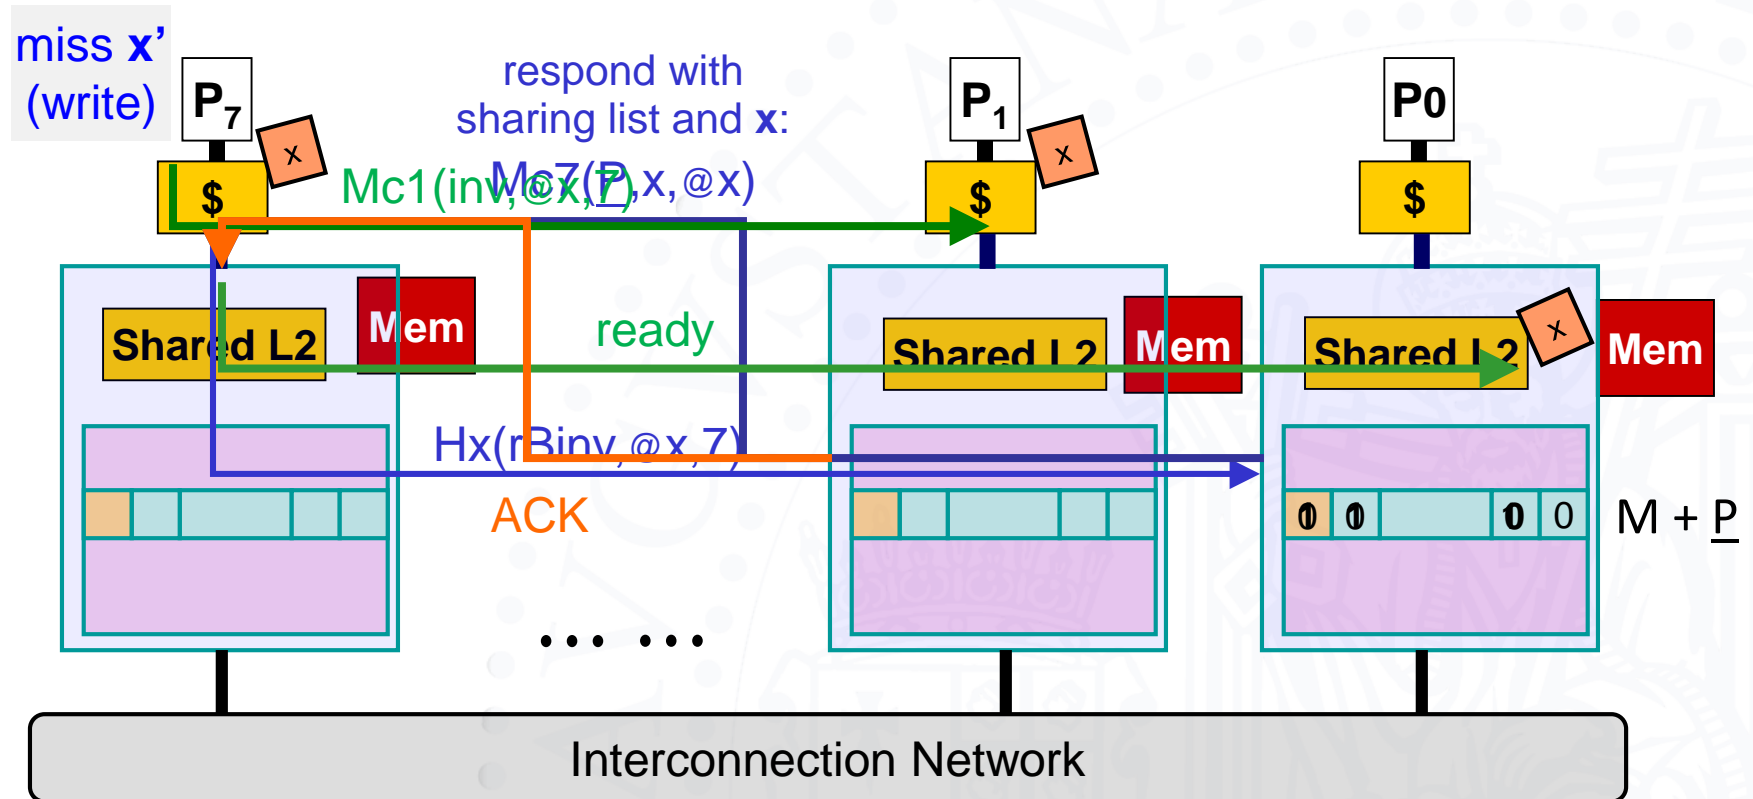 miss x’
(write)
respond with
sharing list and x:
Mc7(P,x,@x)
Mc1(inv,@x,7)
P7
P1
P0
x
x
$
$
$
Shared L2
Mem
ready
Shared L2
Mem
Shared L2
x
Mem
Hx(rBinv,@x,7)
ACK
0
M + P
... ...
Interconnection Network